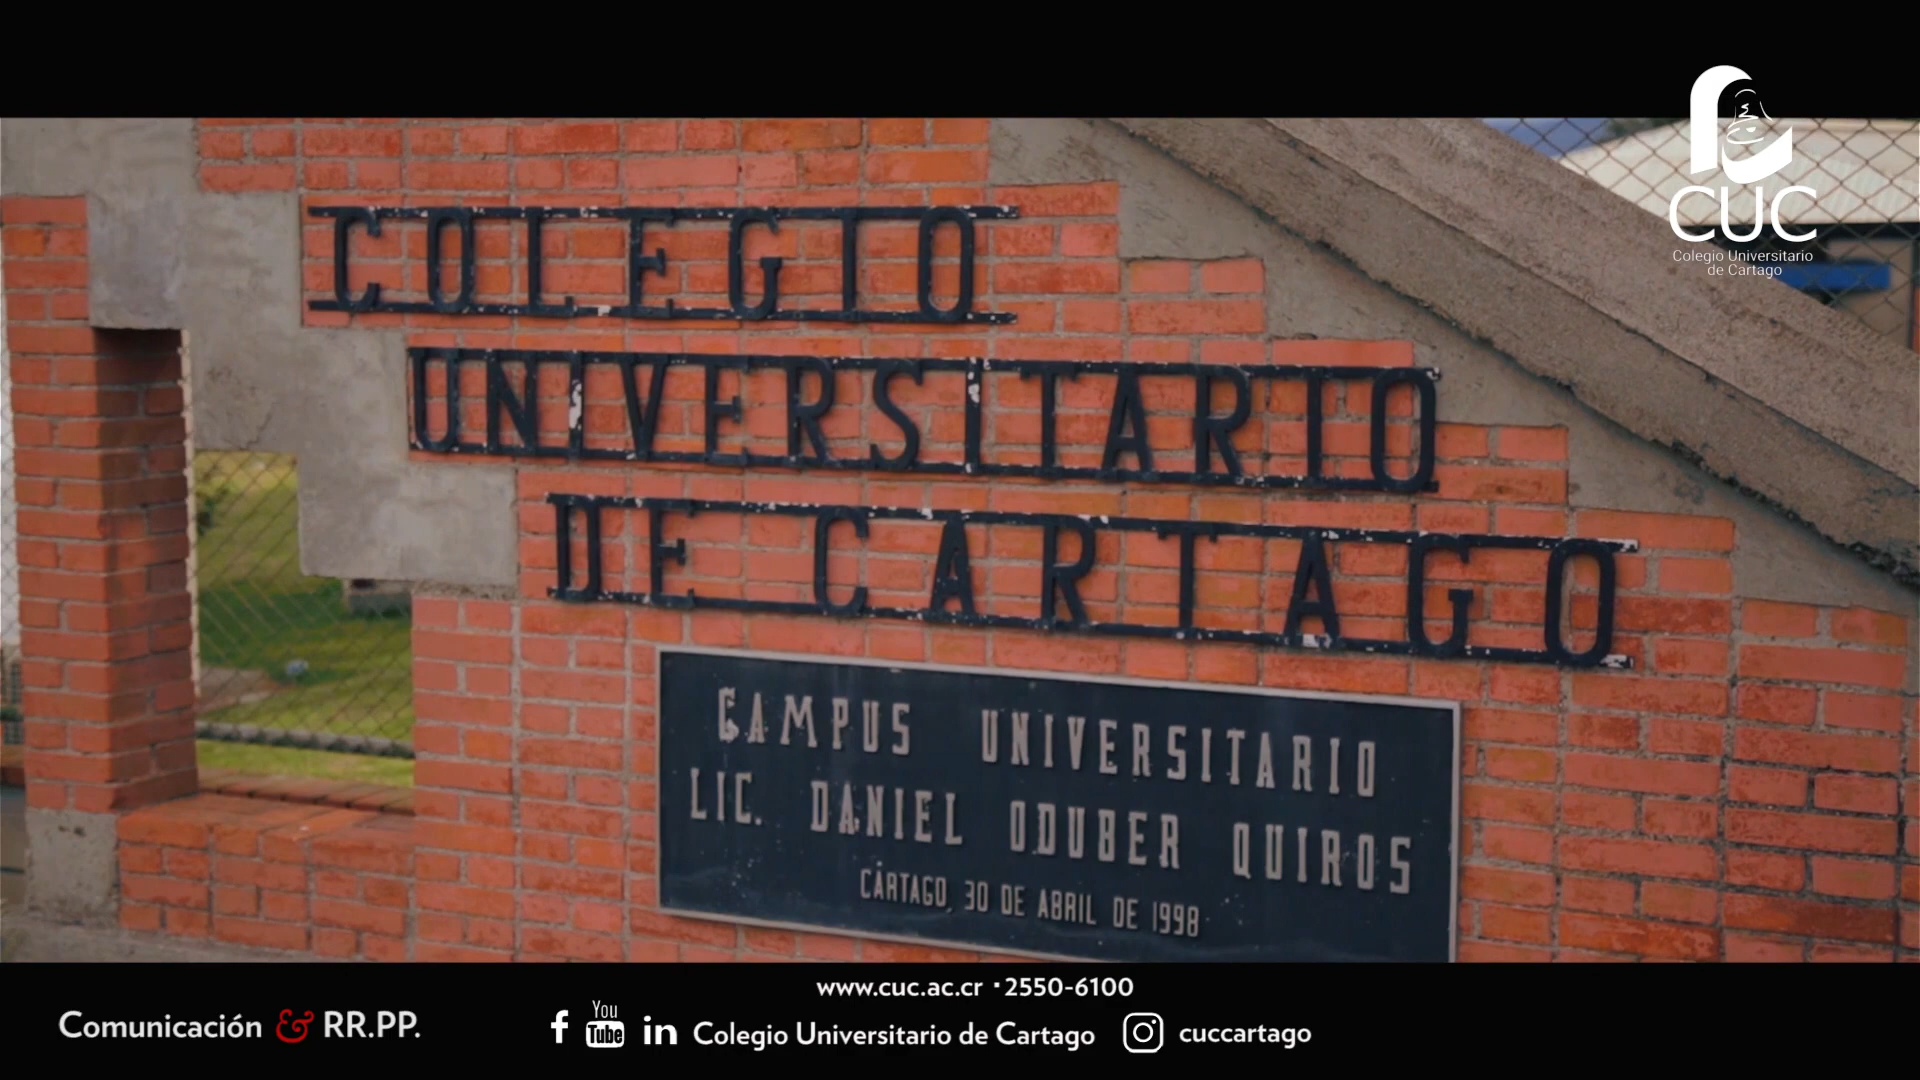 CUC
Colegio Universitario
de Cartago
COLEGIO
UNIVERSITARIO
DE CARTAGO
CAMPUS UNIVERSITARIO
LIC. DANIEL ODUBER QUIROS
CARTAGO, 30 DE ABRIL DE 1998
www.cuc.ac.cr · 2550-6100
Comunicación & RR.PP.
f You Tube in Colegio Universitario de Cartago cuccartago